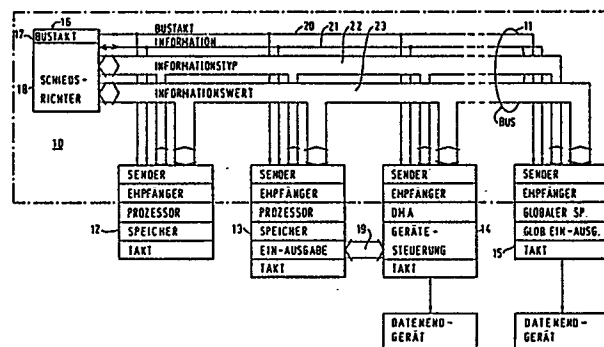 16
BUSTAKT 20 21 22 23 11
17 BUSTAKT
INFORMATION
INFORMATIONSTYP
18 SCHIEDS-
RICHTER
INFORMATIONSWERT
BUS
10
SENDER
EMPFÄNGER
PROZESSOR
SPEICHER
TAKT
12
SENDER
EMPFÄNGER
PROZESSOR
SPEICHER
EIN-AUSGABE
TAKT
13
19
SENDER
EMPFÄNGER
DMA
GERÄTE-
STEUERUNG
TAKT
14
SENDER
EMPFÄNGER
GLOBALER SP.
GLOB EIN-AUSG.
TAKT
15
DATENEND-
GERÄT
DATENEND-
GERÄT